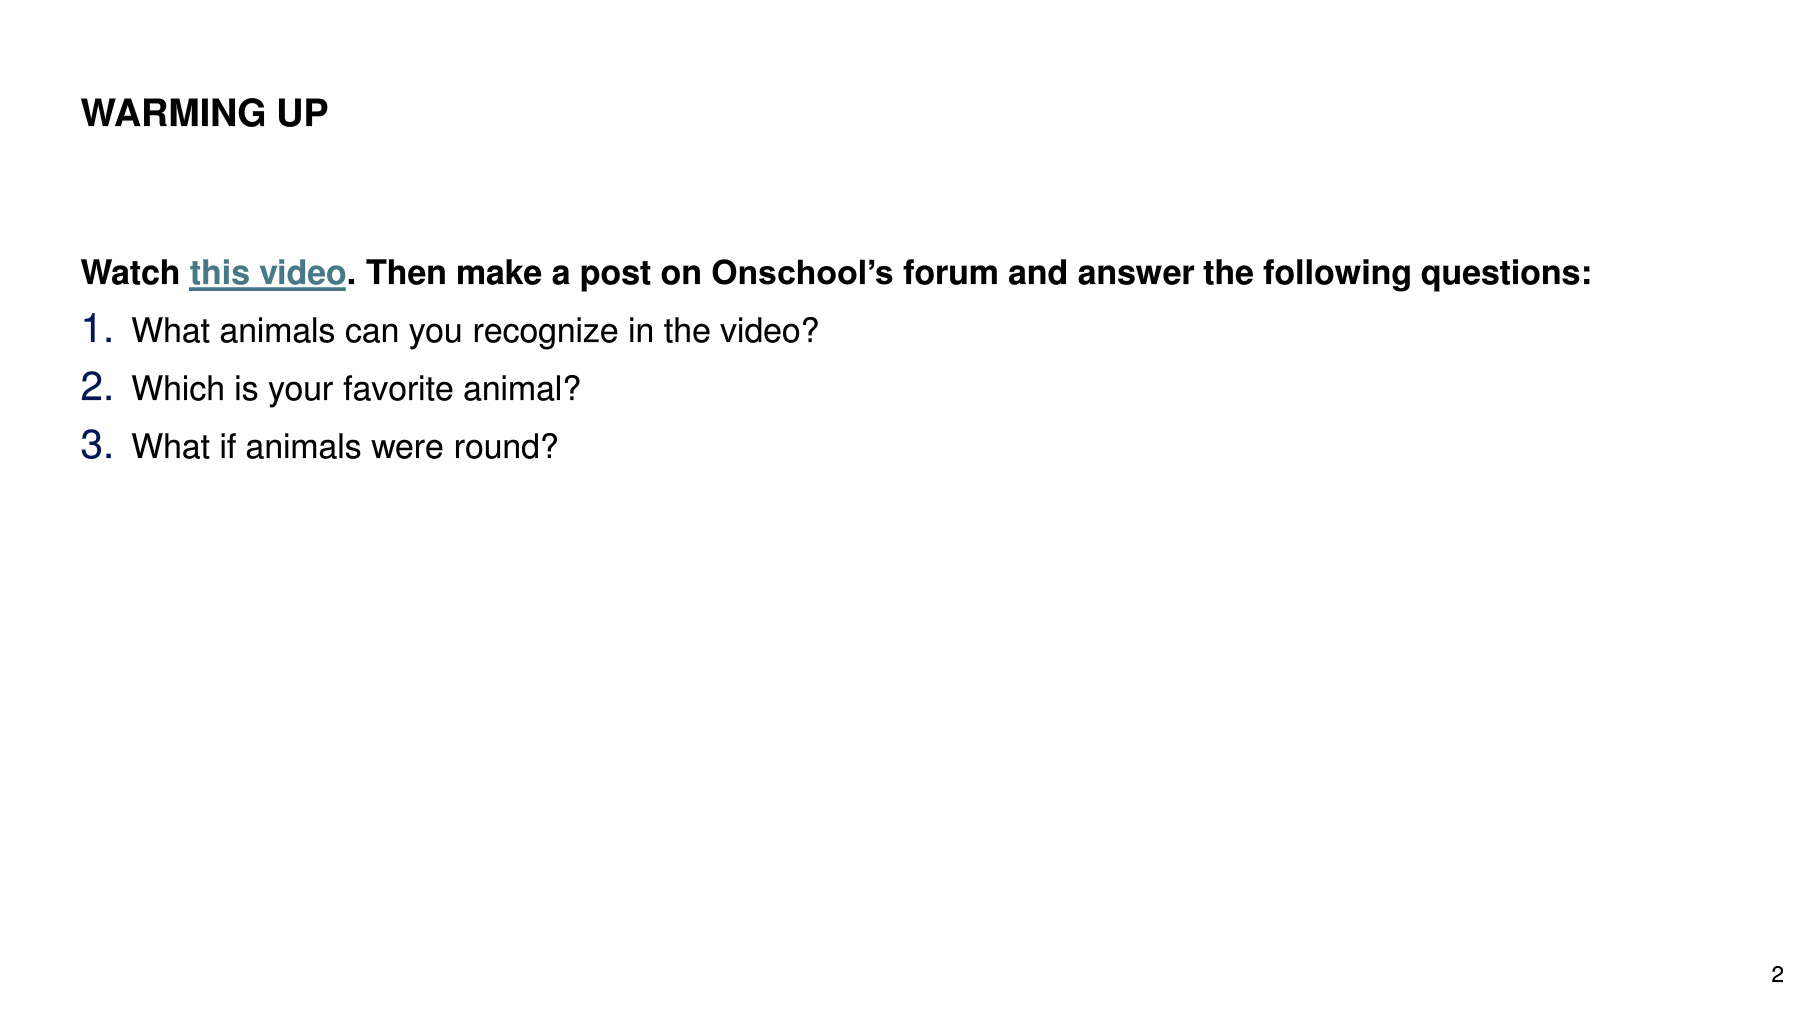 WARMING UP
Watch this video. Then make a post on Onschool’s forum and answer the following questions:
1. What animals can you recognize in the video?
2. Which is your favorite animal?
3. What if animals were round?
2